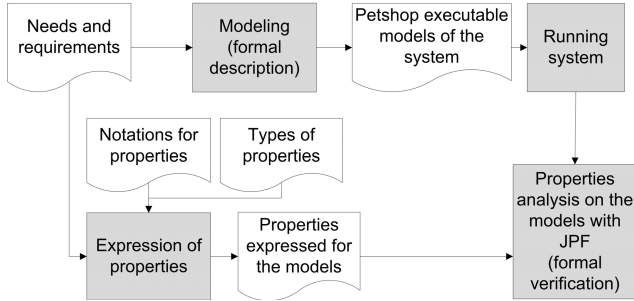 Needs and
requirements
Modeling
(formal
description)
Petshop executable
models of the
system
Running
system
Notations for
properties
Types of
properties
Expression of
properties
Properties
expressed for
the models
Properties
analysis on the
models with
JPF
(formal
verification)